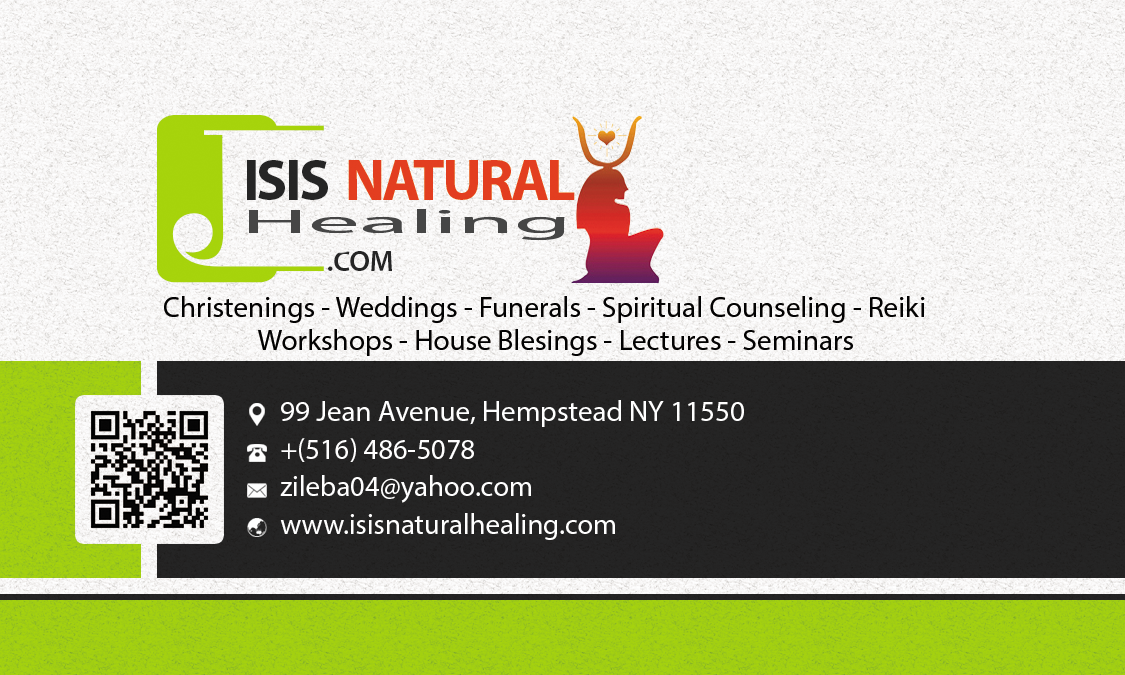 ISIS NATURAL
Healing
.COM
Christenings - Weddings - Funerals - Spiritual Counseling - Reiki
Workshops - House Blesings - Lectures - Seminars
99 Jean Avenue, Hempstead NY 11550
+(516) 486-5078
zileba04@yahoo.com
www.isisnaturalhealing.com